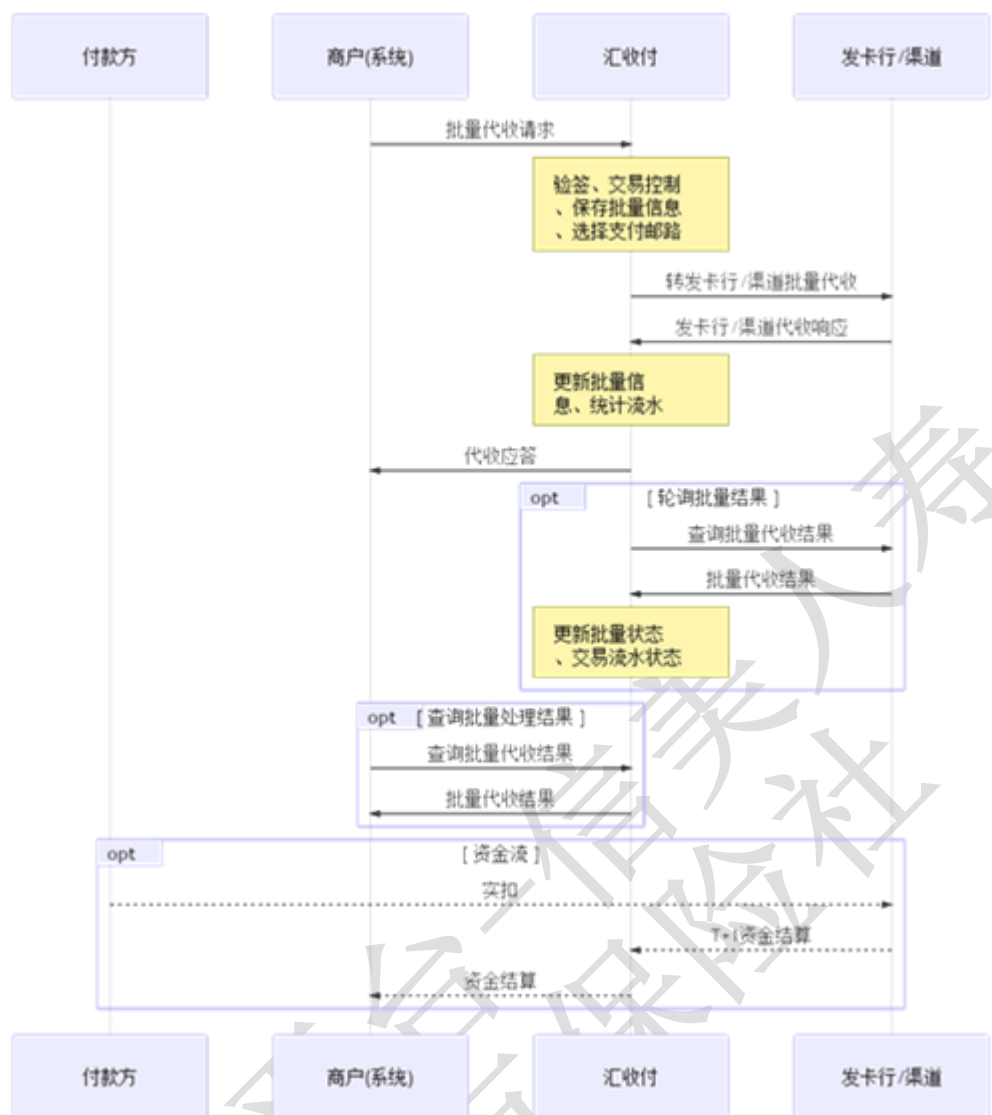 付款方
商户(系统)
汇收付
发卡行/渠道
批量代收请求
验签、交易控制
、保存批量信息
、选择支付邮路
转发卡行/渠道批量代收
发卡行/渠道代收响应
更新批量信
息、统计流水
代收应答
opt
[轮询批量结果]
查询批量代收结果
批量代收结果
更新批量状态
、交易流水状态
opt
[查询批量处理结果]
查询批量代收结果
批量代收结果
opt
[资金流]
实扣
T+1资金结算
资金结算
付款方
商户(系统)
汇收付
发卡行/渠道
信美人寿
保险社